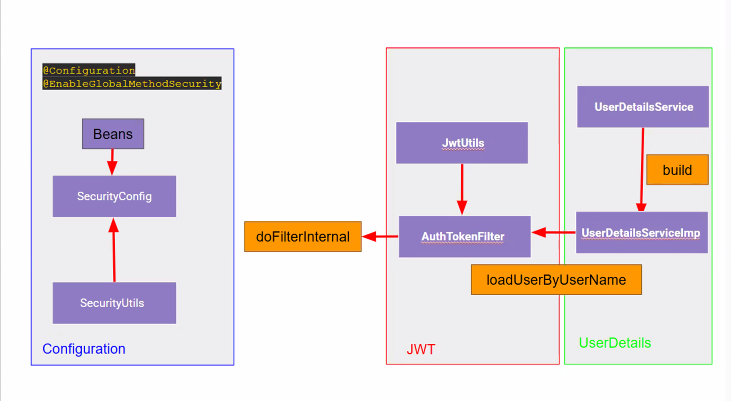 @Configuration
@EnableGlobalMethodSecurity
Beans
SecurityConfig
SecurityUtils
Configuration
doFilterInternal
JwtUtils
AuthTokenFilter
loadUserByUserName
JWT
UserDetailsService
build
UserDetailsServiceImp
UserDetails